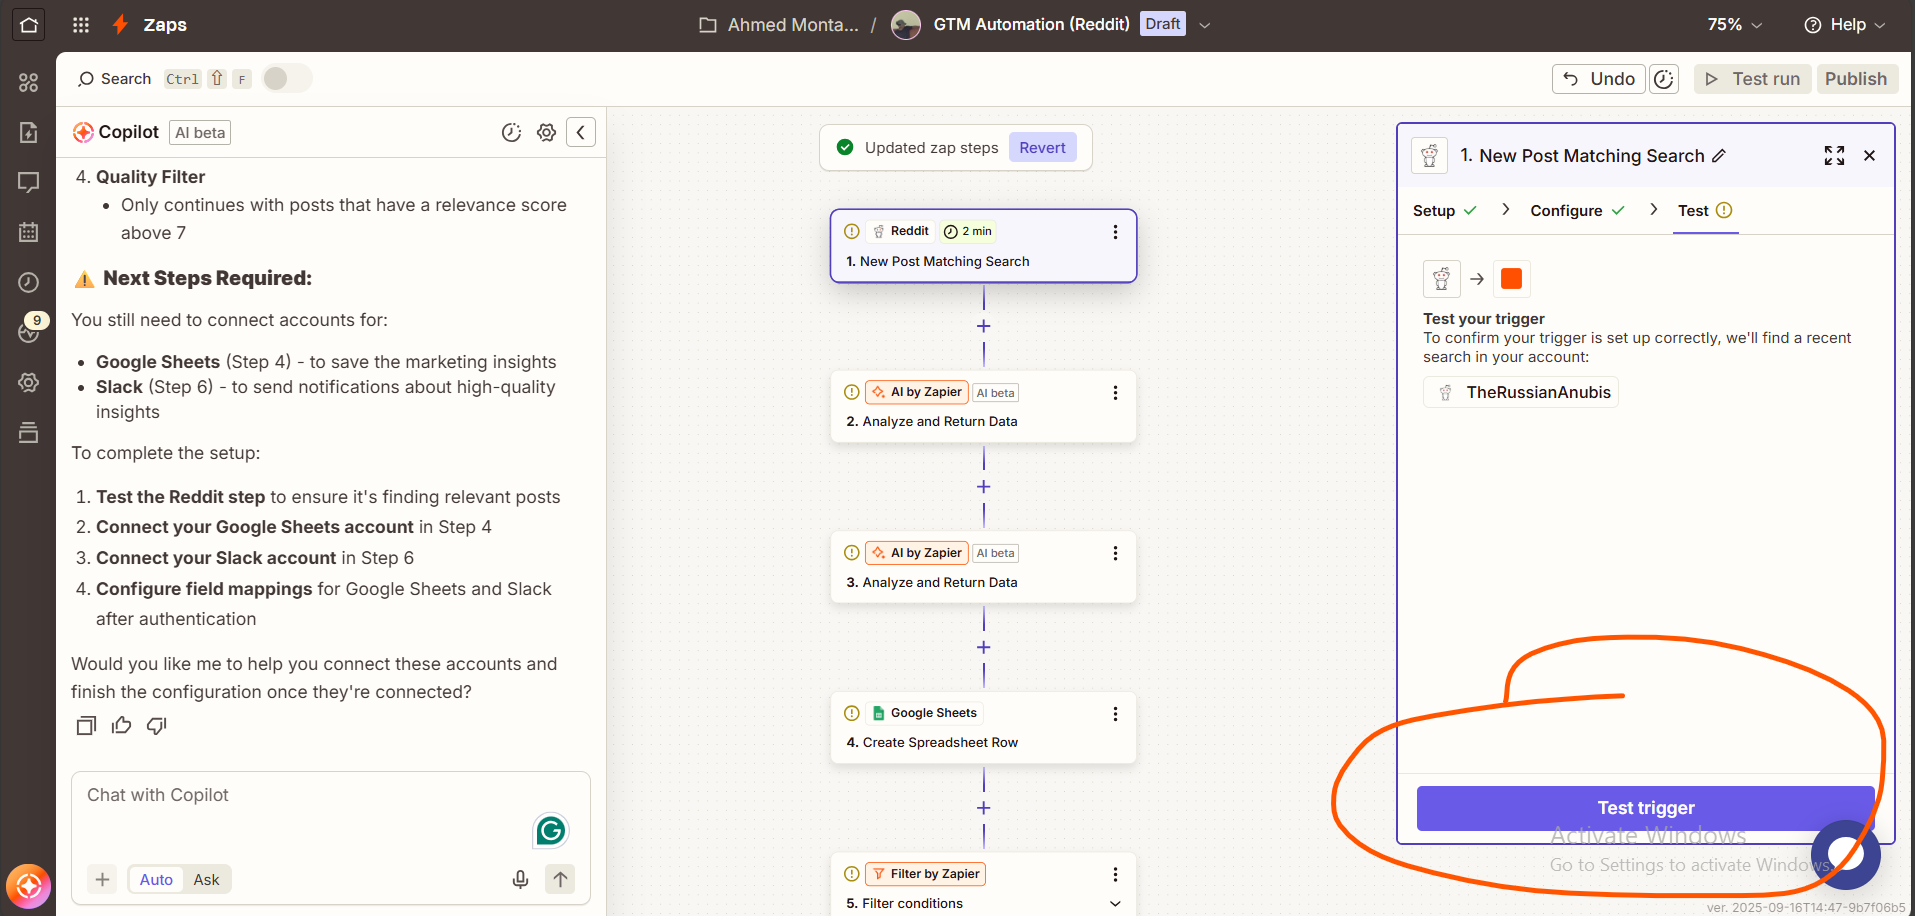 Zaps
Ahmed Monta... / GTM Automation (Reddit) Draft
75%
Help
Search Ctrl ⇧ F
Undo
Test run
Publish
9
Copilot AI beta
4. Quality Filter
• Only continues with posts that have a relevance score
above 7
⚠️ Next Steps Required:
You still need to connect accounts for:
• Google Sheets (Step 4) - to save the marketing insights
• Slack (Step 6) - to send notifications about high-quality
insights
To complete the setup:
1. Test the Reddit step to ensure it's finding relevant posts
2. Connect your Google Sheets account in Step 4
3. Connect your Slack account in Step 6
4. Configure field mappings for Google Sheets and Slack
after authentication
Would you like me to help you connect these accounts and
finish the configuration once they're connected?
Chat with Copilot
Auto Ask
Updated zap steps Revert
Reddit 2 min
1. New Post Matching Search
AI by Zapier AI beta
2. Analyze and Return Data
AI by Zapier AI beta
3. Analyze and Return Data
Google Sheets
4. Create Spreadsheet Row
Filter by Zapier
5. Filter conditions
1. New Post Matching Search
Setup Configure Test
Test your trigger
To confirm your trigger is set up correctly, we'll find a recent
search in your account:
TheRussianAnubis
Test trigger
Activate Windows
Go to Settings to activate Windows.
ver. 2025-09-16T14:47-9b7f06b5